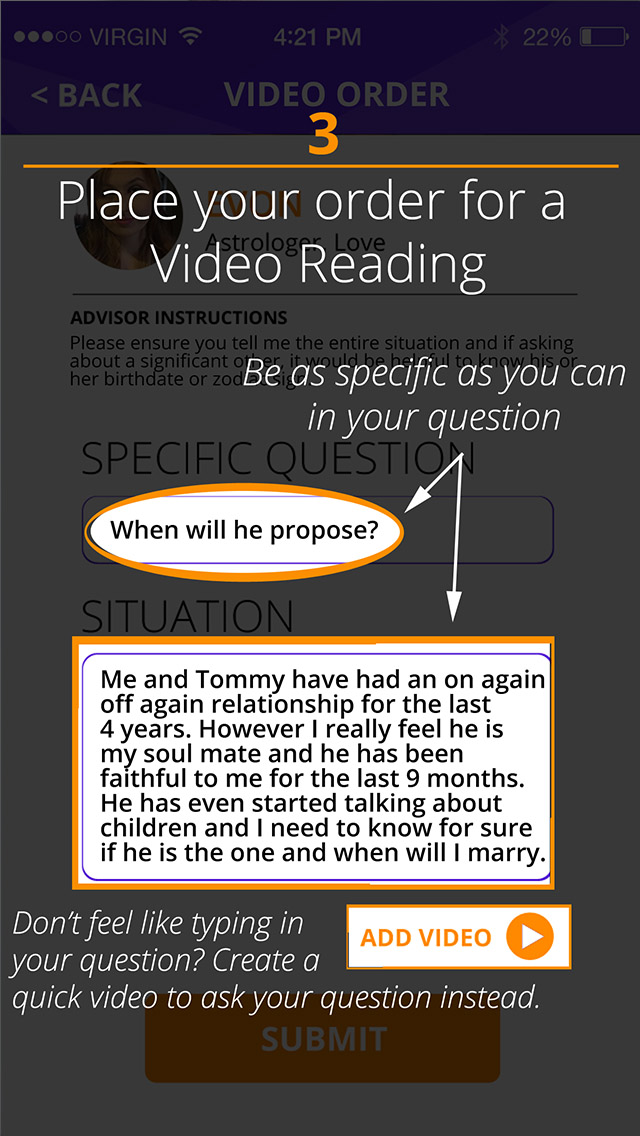 VIRGIN 4:21 PM 22%
< BACK VIDEO ORDER
3
Place your order for a
Video Reading
EVON
Astrologer, Love
ADVISOR INSTRUCTIONS
Please ensure you tell me the entire situation and if asking
about a significant other, it would be helpful to know his or
her birthdate or zodiac sign.
Be as specific as you can
in your question
SPECIFIC QUESTION
When will he propose?
SITUATION
Me and Tommy have had an on again
off again relationship for the last
4 years. However I really feel he is
my soul mate and he has been
faithful to me for the last 9 months.
He has even started talking about
children and I need to know for sure
if he is the one and when will I marry.
Don't feel like typing in
your question? Create a
quick video to ask your question instead.
ADD VIDEO
SUBMIT